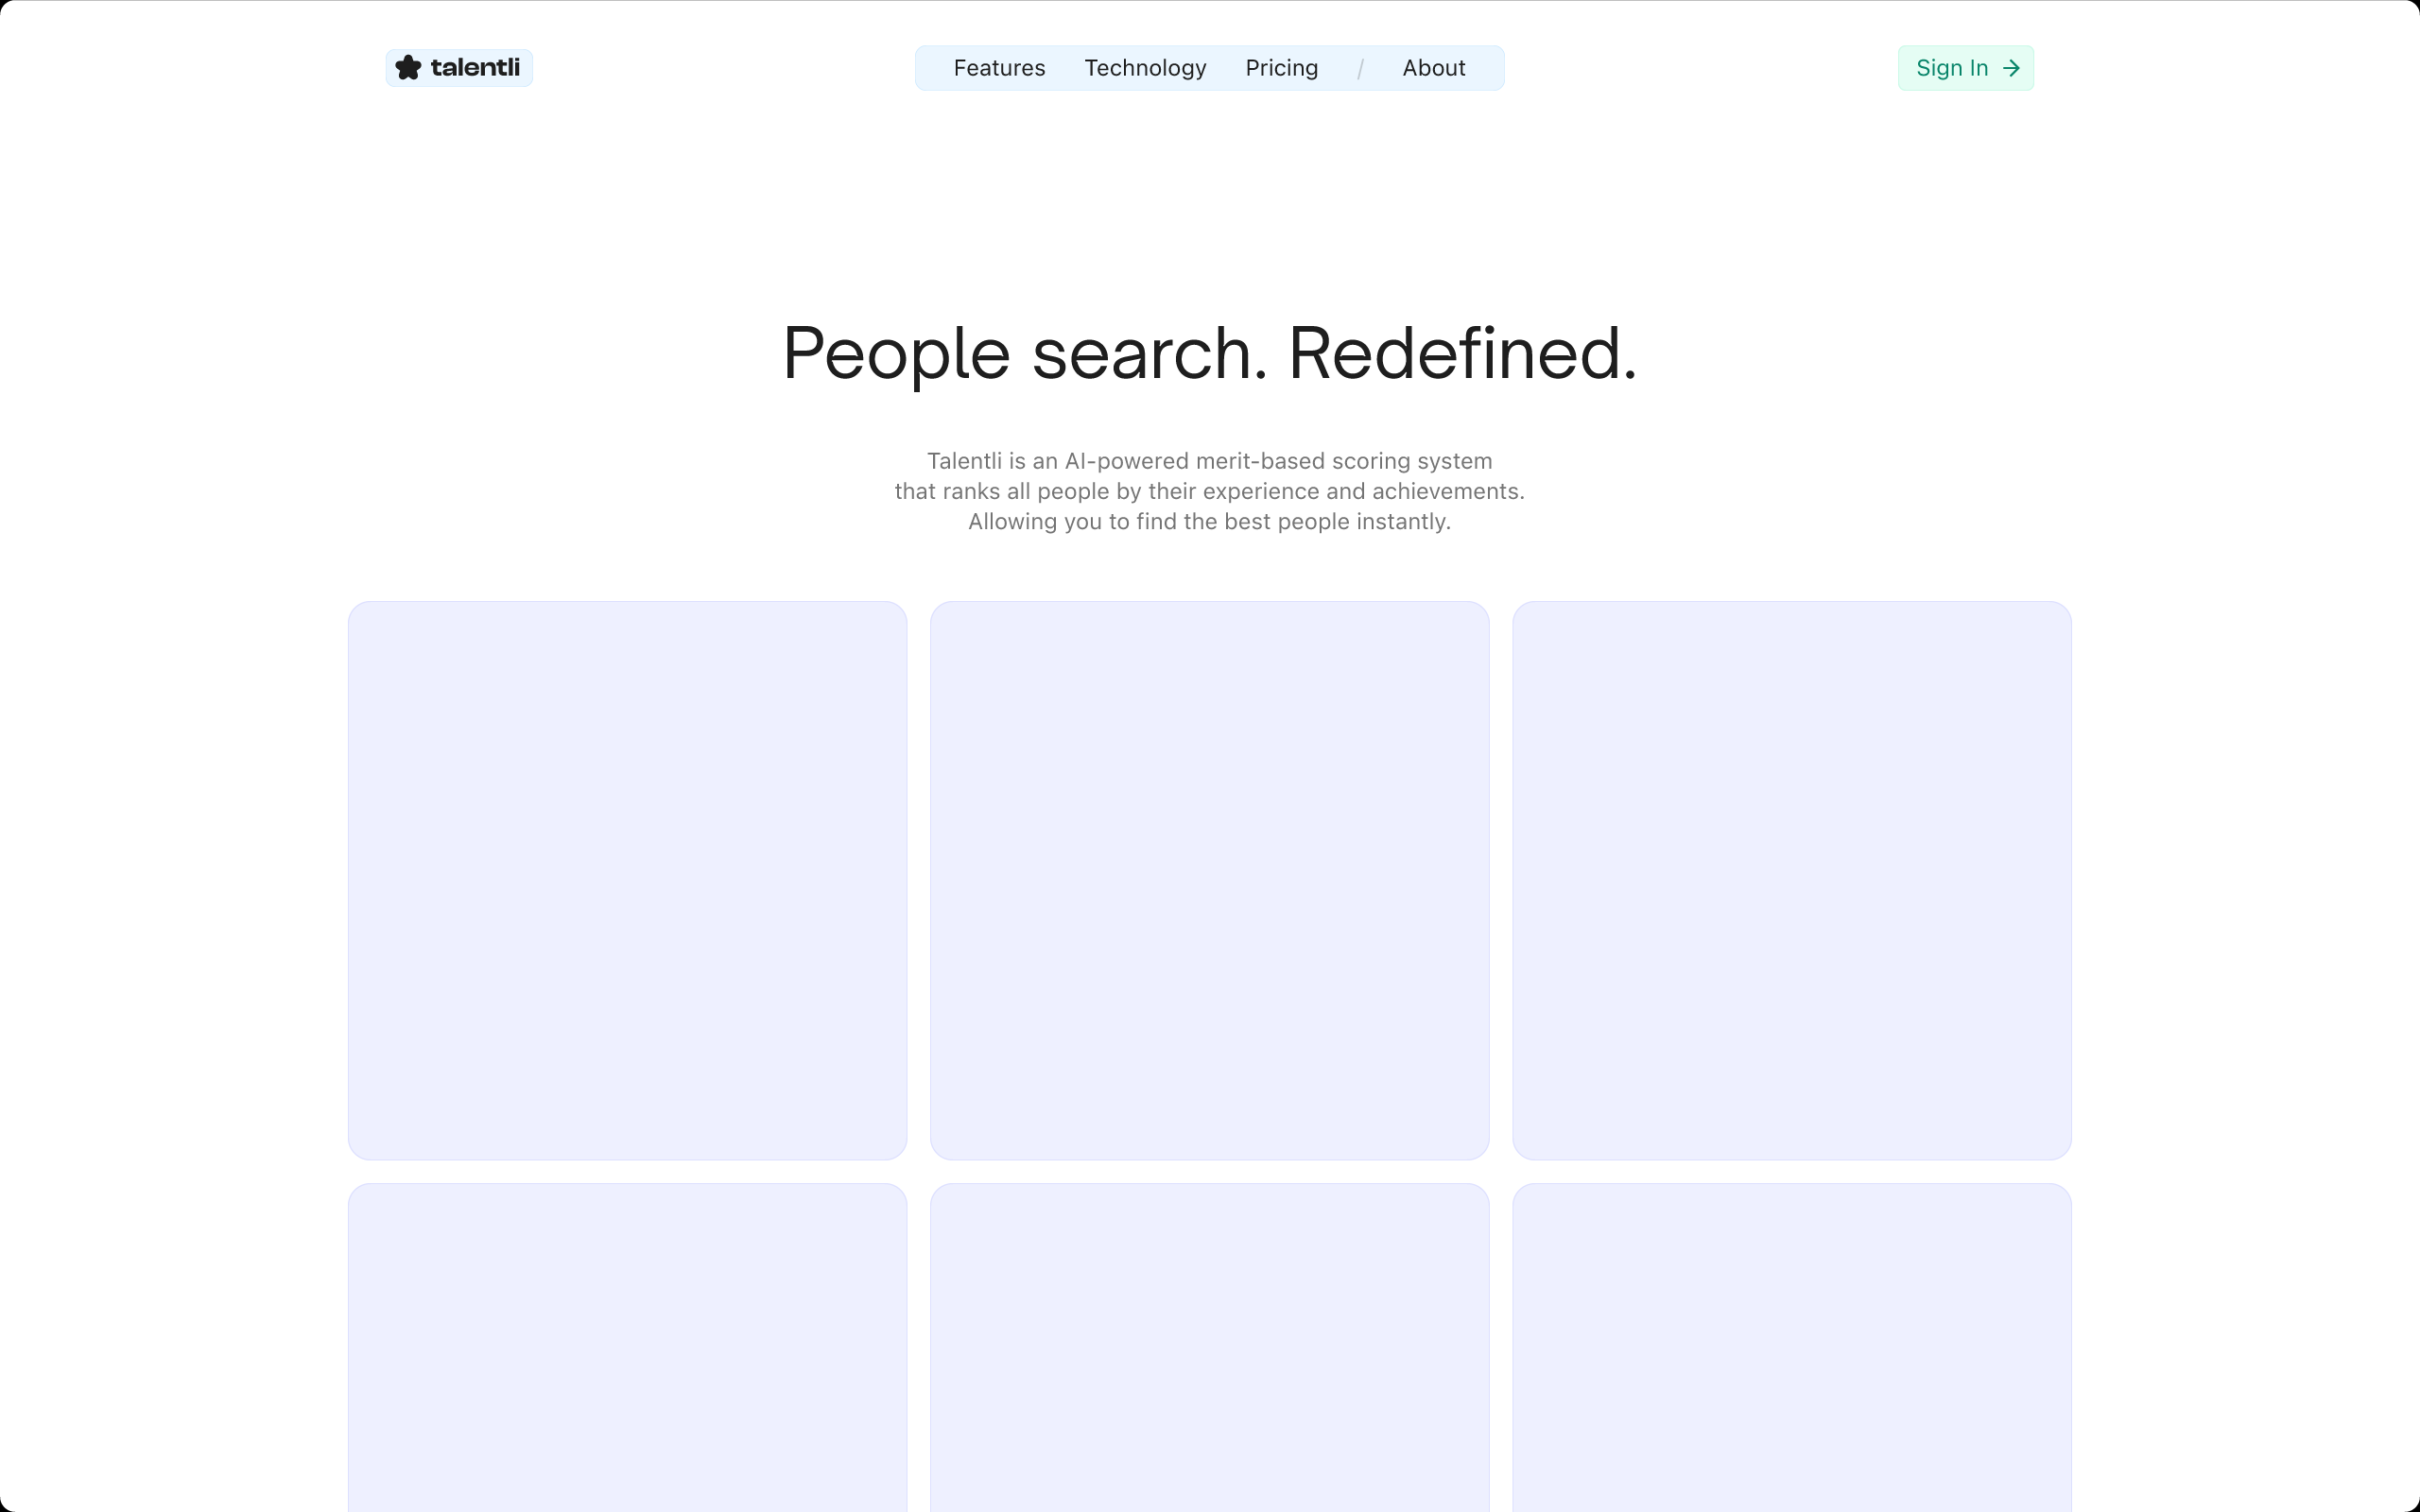 talentli
Features Technology Pricing / About
Sign In →
People search. Redefined.
Talentli is an AI-powered merit-based scoring system
that ranks all people by their experience and achievements.
Allowing you to find the best people instantly.